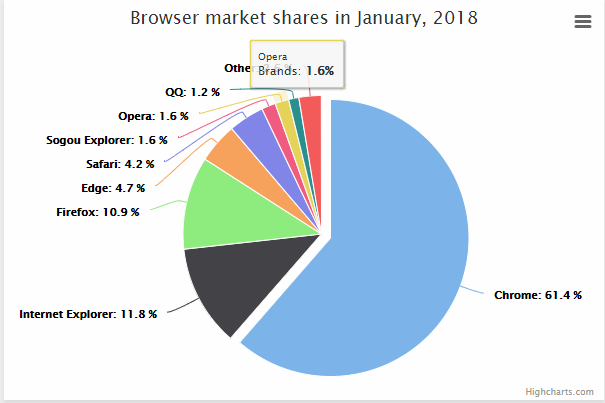 Browser market shares in January, 2018
Opera
Brands: 1.6%
Other:
QQ: 1.2 %
Opera: 1.6 %
Sogou Explorer: 1.6 %
Safari: 4.2 %
Edge: 4.7 %
Firefox: 10.9 %
Internet Explorer: 11.8 %
Chrome: 61.4 %
Highcharts.com